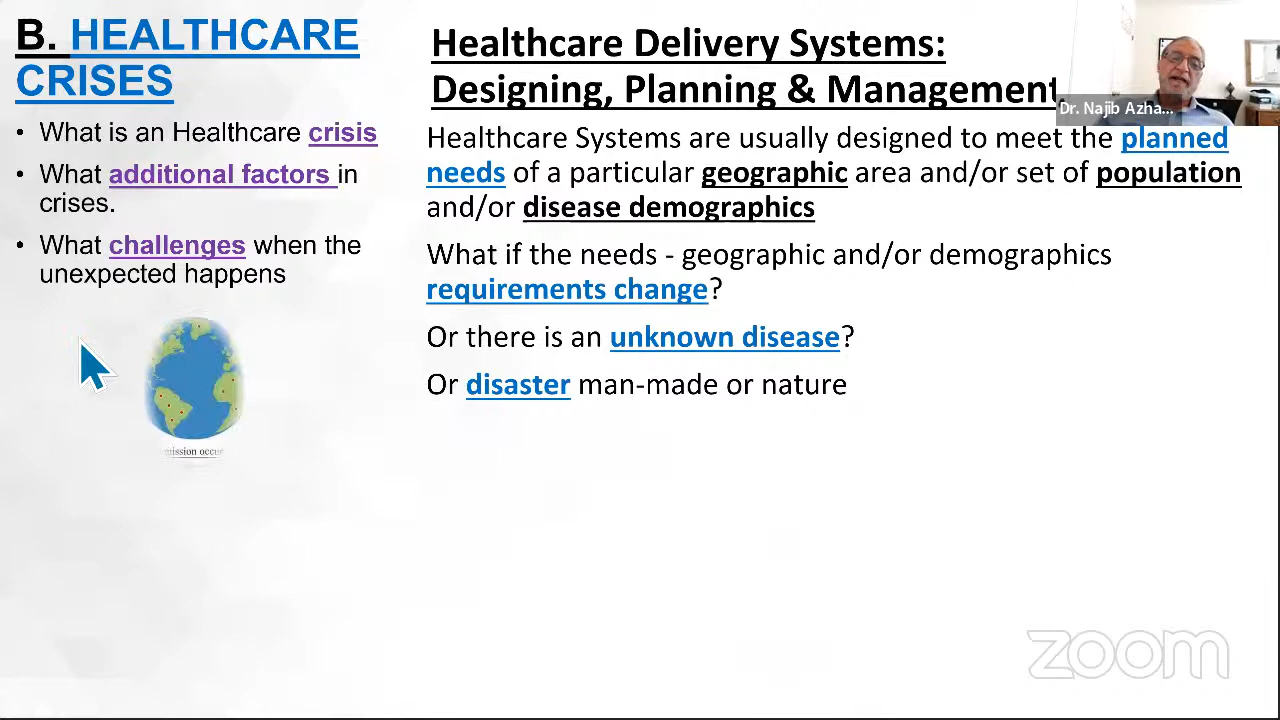 B. HEALTHCARE
CRISES
• What is an Healthcare crisis
• What additional factors in
crises.
• What challenges when the
unexpected happens
Healthcare Delivery Systems:
Designing, Planning & Management
Dr. Najib Azha...
Healthcare Systems are usually designed to meet the planned
needs of a particular geographic area and/or set of population
and/or disease demographics
What if the needs - geographic and/or demographics
requirements change?
Or there is an unknown disease?
Or disaster man-made or nature
zoom